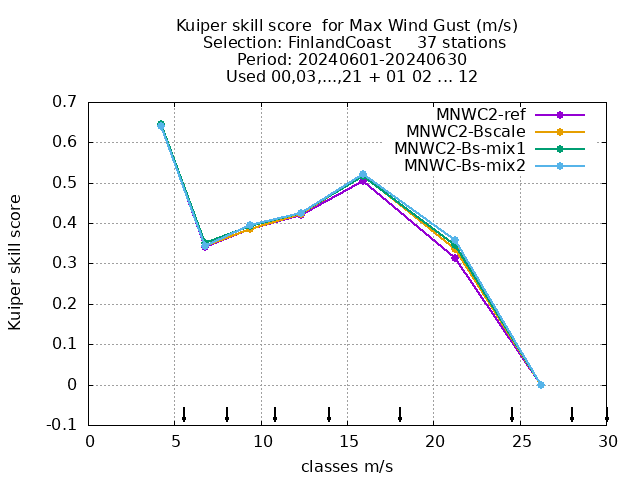 Kuiper skill score  for Max Wind Gust (m/s)
Selection: FinlandCoast     37 stations
Period: 20240601-20240630
Used 00,03,...,21 + 01 02 ... 12
MNWC2-ref
MNWC2-Bscale
MNWC2-Bs-mix1
MNWC-Bs-mix2
Kuiper skill score
0.7
0.6
0.5
0.4
0.3
0.2
0.1
0
-0.1
0 5 10 15 20 25 30
classes m/s